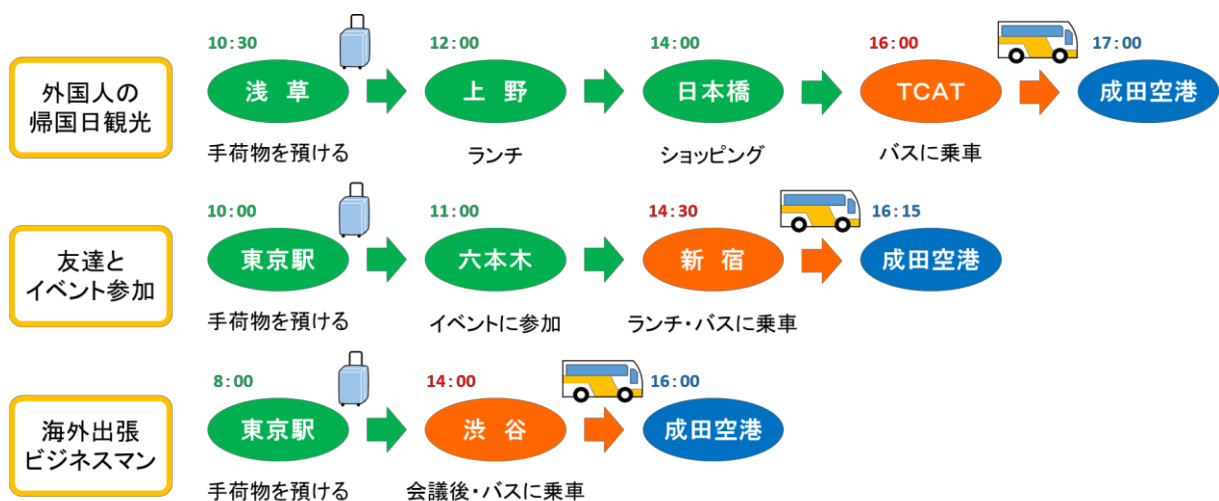 外国人の
帰国日観光
10:30
12:00
14:00
16:00
17:00
浅草
上野
日本橋
TCAT
成田空港
手荷物を預ける
ランチ
ショッピング
バスに乗車
友達と
イベント参加
10:00
11:00
14:30
16:15
東京駅
六本木
新宿
成田空港
手荷物を預ける
イベントに参加
ランチ・バスに乗車
海外出張
ビジネスマン
8:00
14:00
16:00
東京駅
渋谷
成田空港
手荷物を預ける
会議後・バスに乗車